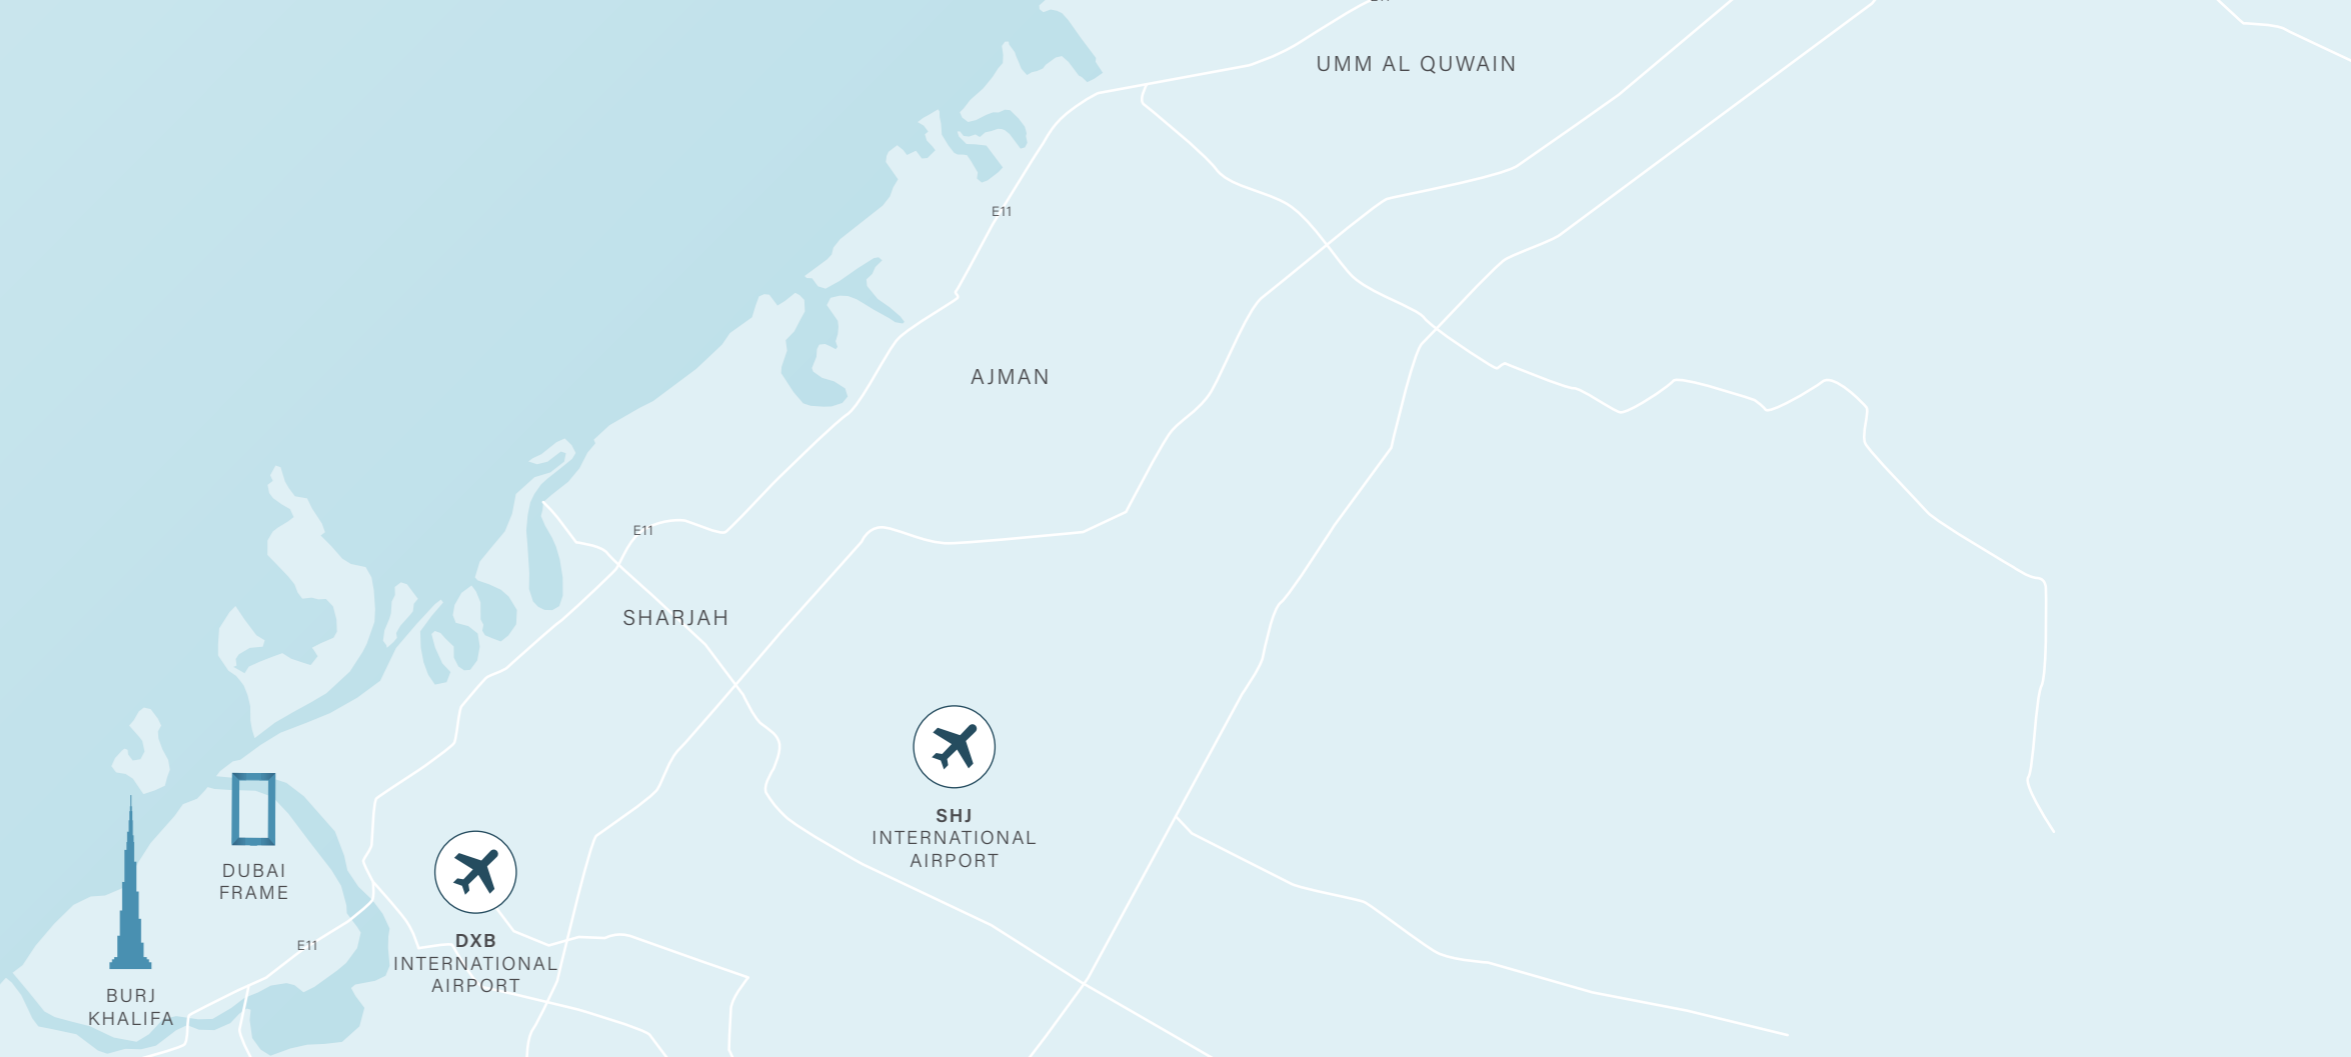 UMM AL QUWAIN
E11
AJMAN
E11
SHARJAH
SHJ
INTERNATIONAL
AIRPORT
DUBAI
FRAME
DXB
INTERNATIONAL
AIRPORT
E11
BURJ
KHALIFA